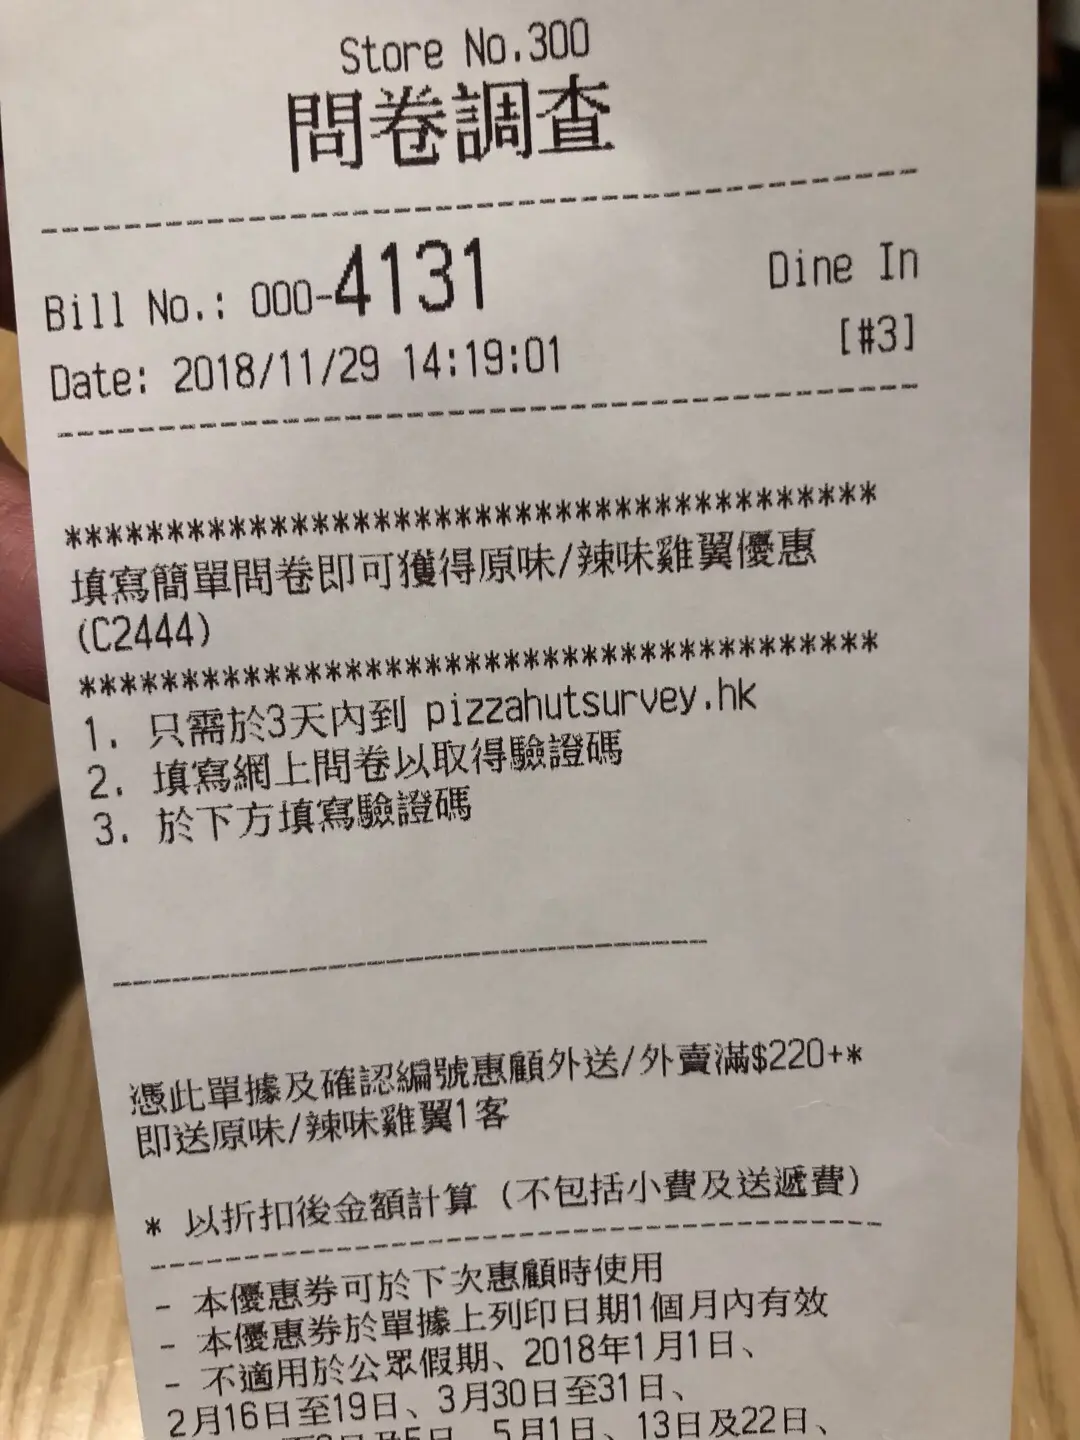 Store No.300
問卷調查
Bill No.: 000-4131 Dine In
Date: 2018/11/29 14:19:01 [#3]
****************************************
填寫簡單問卷即可獲得原味/辣味雞翼優惠
(C2444)
****************************************
1. 只需於3天內到 pizzahutsurvey.hk
2. 填寫網上問卷以取得驗證碼
3. 於下方填寫驗證碼
憑此單據及確認編號惠顧外送/外賣滿$220+*
即送原味/辣味雞翼1客
* 以折扣後金額計算 (不包括小費及送遞費)
- 本優惠券可於下次惠顧時使用
- 本優惠券於單據上列印日期1個月內有效
- 不適用於公眾假期、2018年1月1日、
2月16日至19日、3月30日至31日、
5日、5月1日、13日及22日、